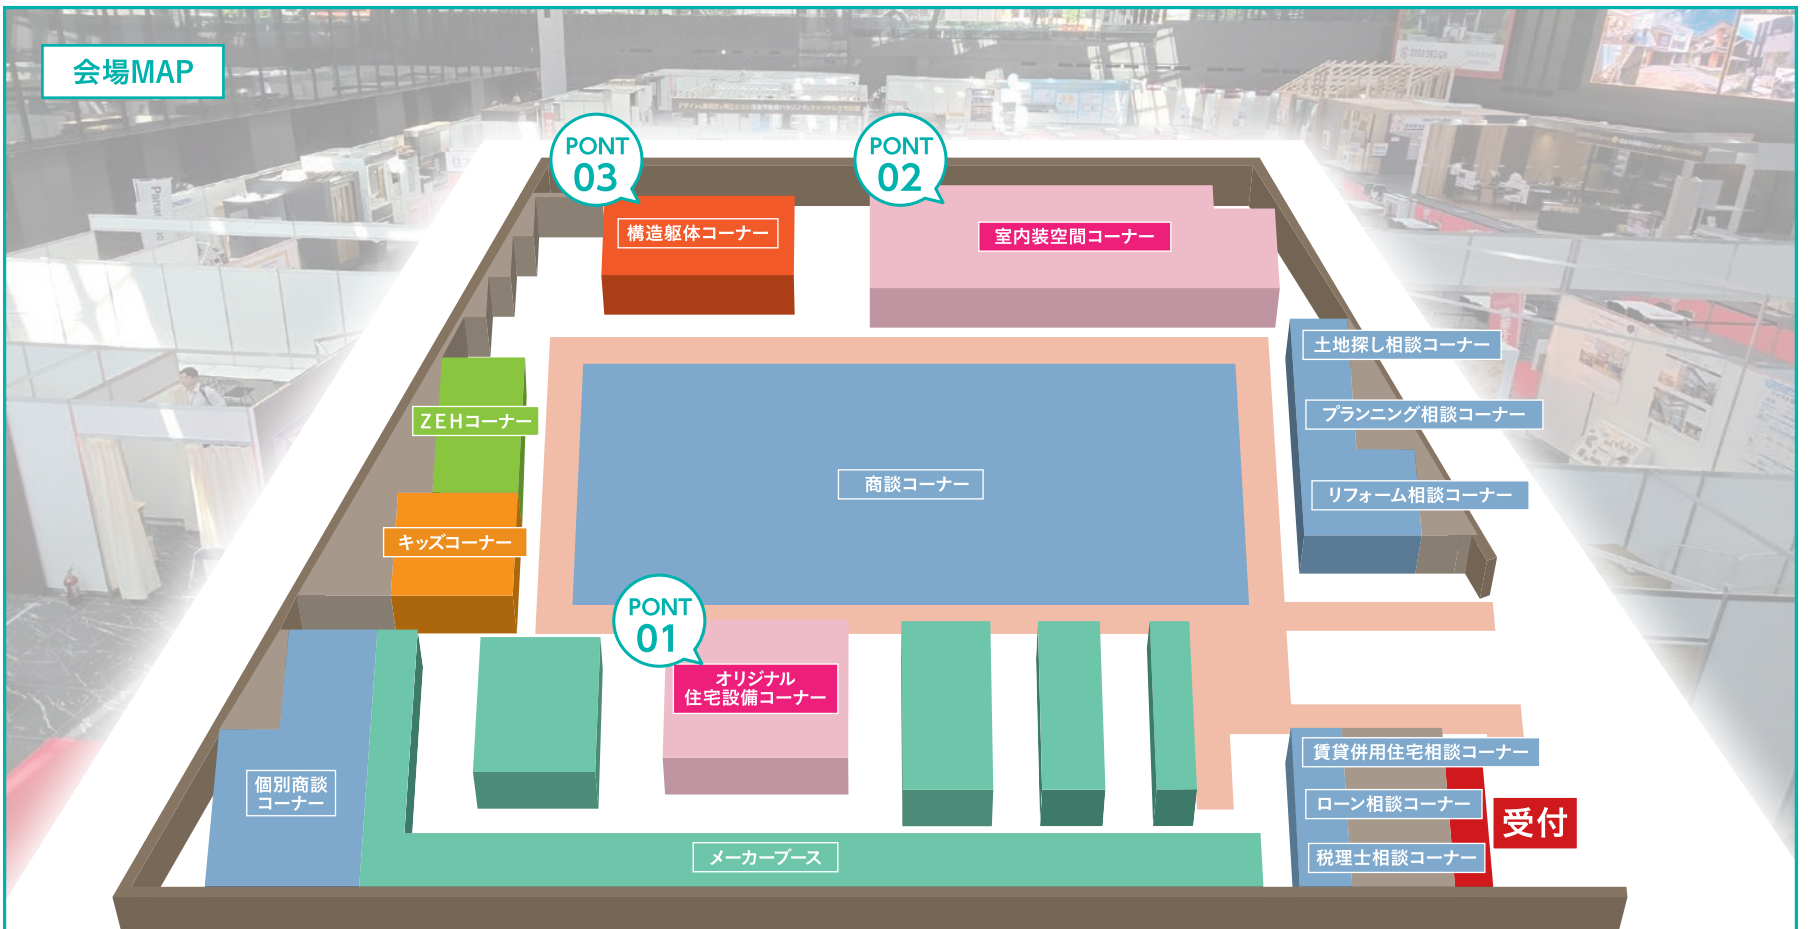 会場MAP
PONT
03
PONT
02
構造躯体コーナー
室内装空間コーナー
土地探し相談コーナー
プランニング相談コーナー
ZEHコーナー
商談コーナー
リフォーム相談コーナー
キッズコーナー
PONT
01
オリジナル
住宅設備コーナー
個別商談
コーナー
賃貸併用住宅相談コーナー
ローン相談コーナー
受付
メーカーブース
税理士相談コーナー
Panasonic